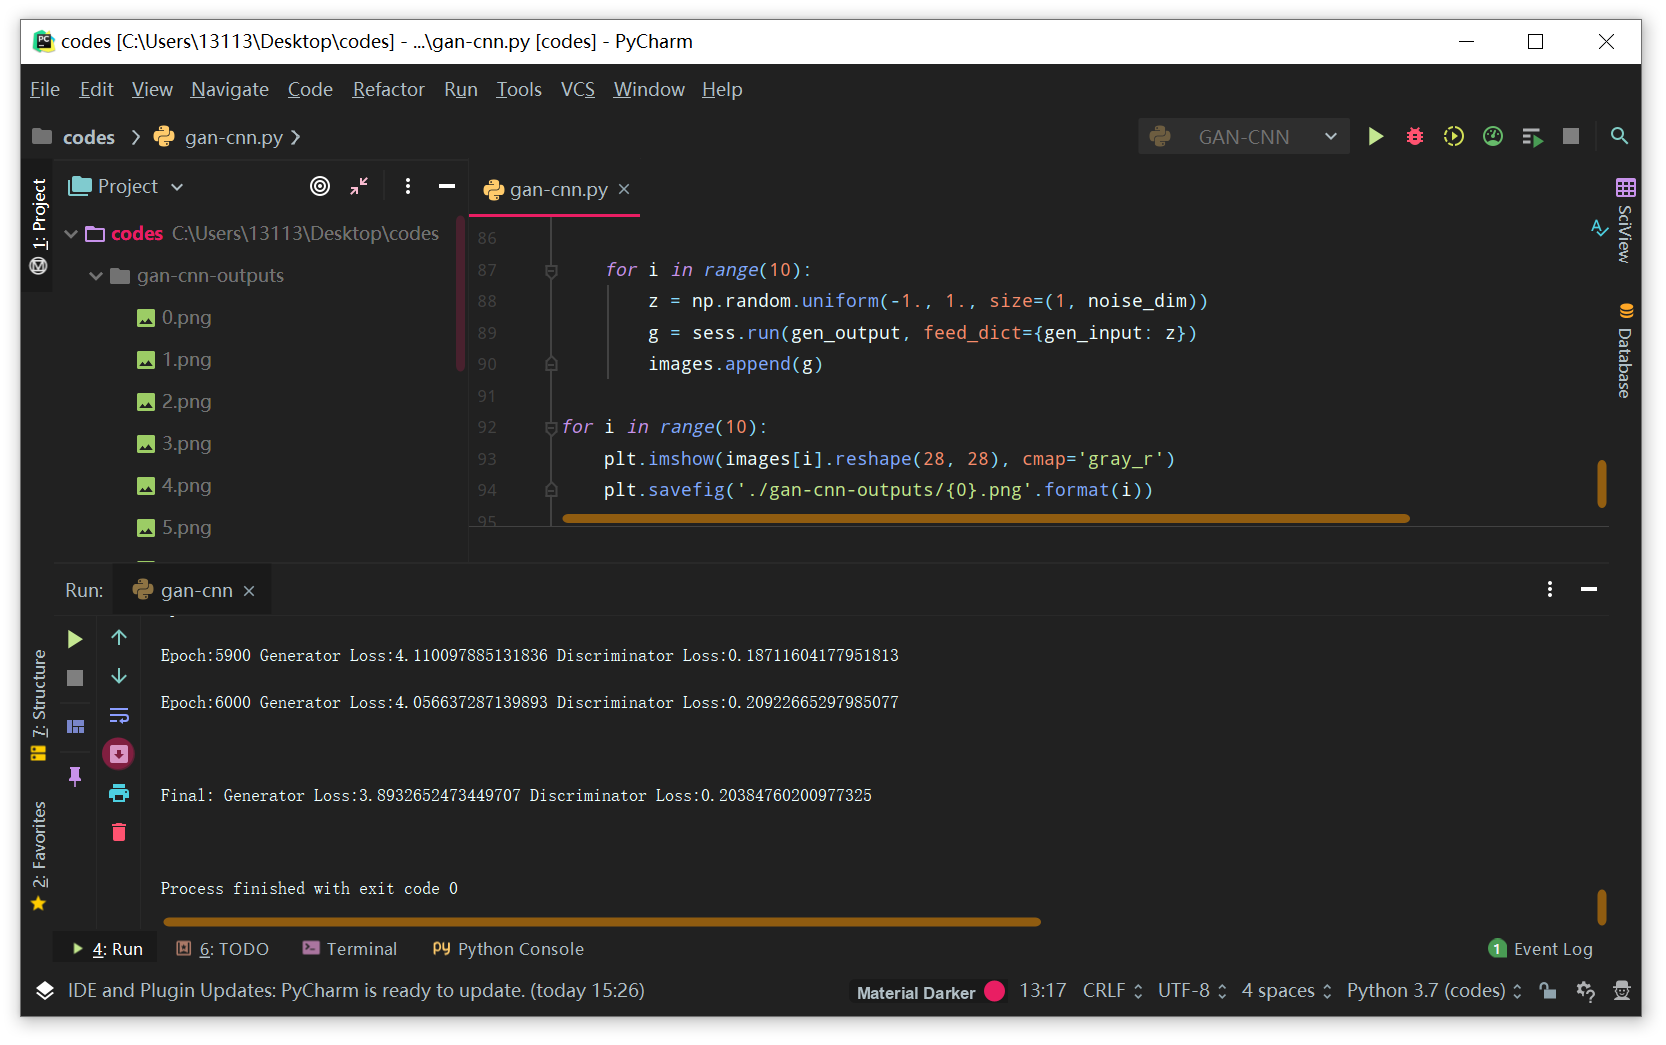 codes [C:\Users\13113\Desktop\codes] - ...\gan-cnn.py [codes] - PyCharm
File Edit View Navigate Code Refactor Run Tools VCS Window Help
codes gan-cnn.py GAN-CNN
1: Project
Project
codes C:\Users\13113\Desktop\codes
gan-cnn-outputs
0.png
1.png
2.png
3.png
4.png
5.png
gan-cnn.py
86
87 for i in range(10):
88 z = np.random.uniform(-1., 1., size=(1, noise_dim))
89 g = sess.run(gen_output, feed_dict={gen_input: z})
90 images.append(g)
91
92 for i in range(10):
93 plt.imshow(images[i].reshape(28, 28), cmap='gray_r')
94 plt.savefig('./gan-cnn-outputs/{0}.png'.format(i))
95
SciView
Database
Run: gan-cnn
7: Structure
2: Favorites
Epoch:5900 Generator Loss:4.110097885131836 Discriminator Loss:0.18711604177951813
Epoch:6000 Generator Loss:4.056637287139893 Discriminator Loss:0.20922665297985077
Final: Generator Loss:3.8932652473449707 Discriminator Loss:0.20384760200977325
Process finished with exit code 0
4: Run 6: TODO Terminal Python Console 1 Event Log
IDE and Plugin Updates: PyCharm is ready to update. (today 15:26) Material Darker 13:17 CRLF UTF-8 4 spaces Python 3.7 (codes)